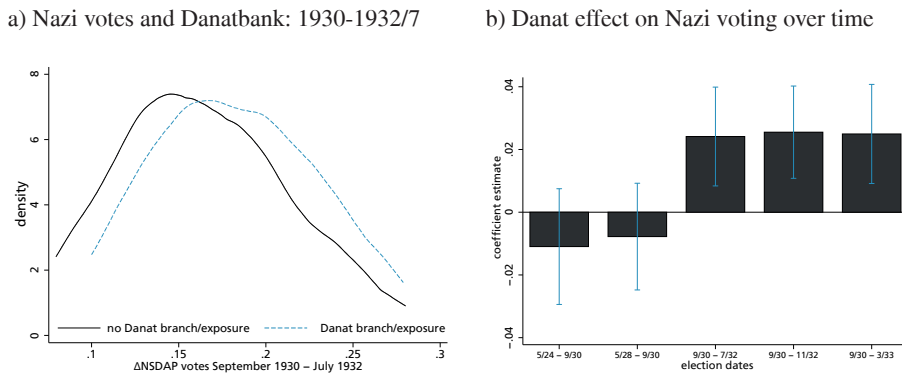 a) Nazi votes and Danatbank: 1930-1932/7
8
6
4
2
0
density
.1 .15 .2 .25 .3
ΔNSDAP votes September 1930 – July 1932
no Danat branch/exposure
Danat branch/exposure
b) Danat effect on Nazi voting over time
.04
.02
0
-.02
-.04
coefficient estimate
5/24 – 9/30 5/28 – 9/30 9/30 – 7/32 9/30 – 11/32 9/30 – 3/33
election dates